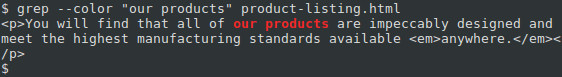 $ grep --color "our products" product-listing.html
<p>You will find that all of our products are impeccably designed and
meet the highest manufacturing standards available <em>anywhere.</em><
/p>
$